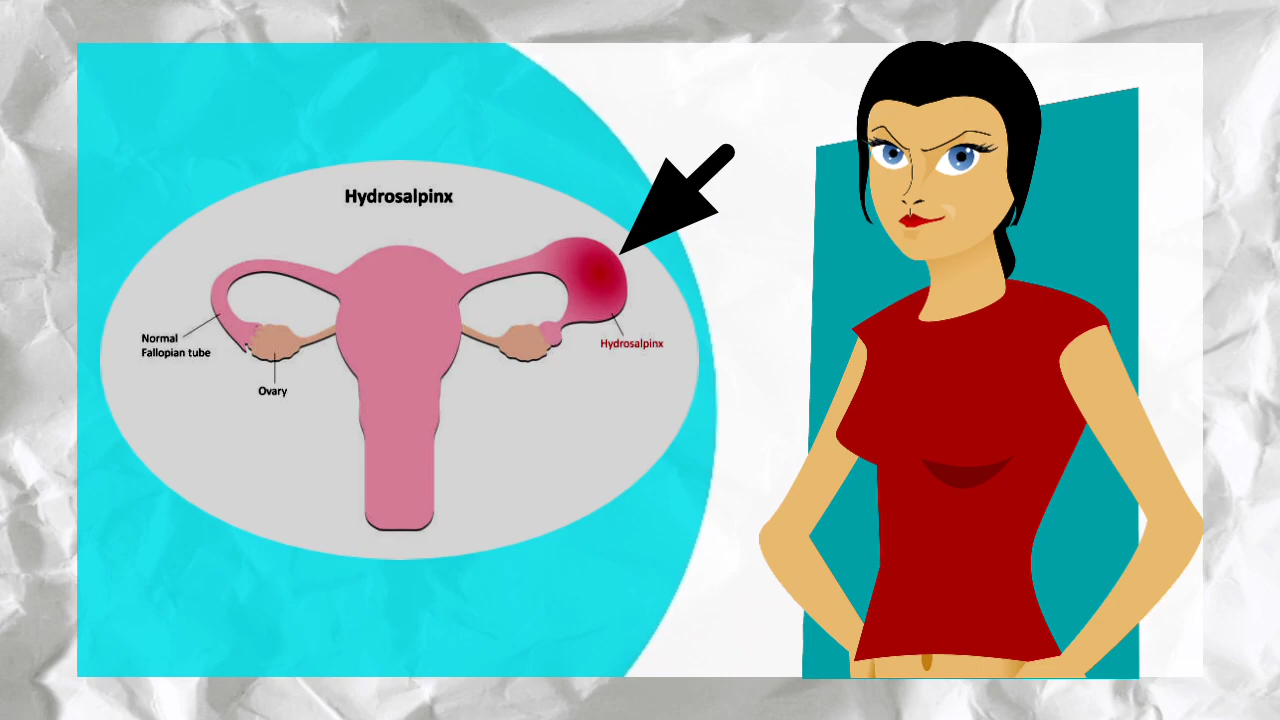 Hydrosalpinx
Normal
Fallopian tube
Ovary
Hydrosalpinx